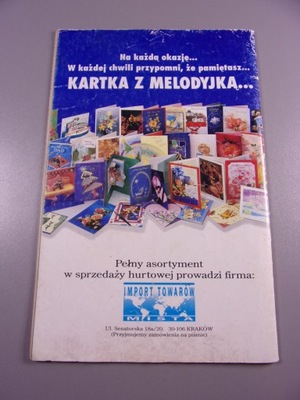 Na każdą okazję...
W każdej chwili przypomni, że pamiętasz...
KARTKA Z MELODYJKĄ...
Pełny asortyment
w sprzedaży hurtowej prowadzi firma:
IMPORT TOWARÓW
MISTA
Ul. Senatorska 18a/20, 30-106 KRAKÓW
(Przyjmujemy zamówienia na piśmie)